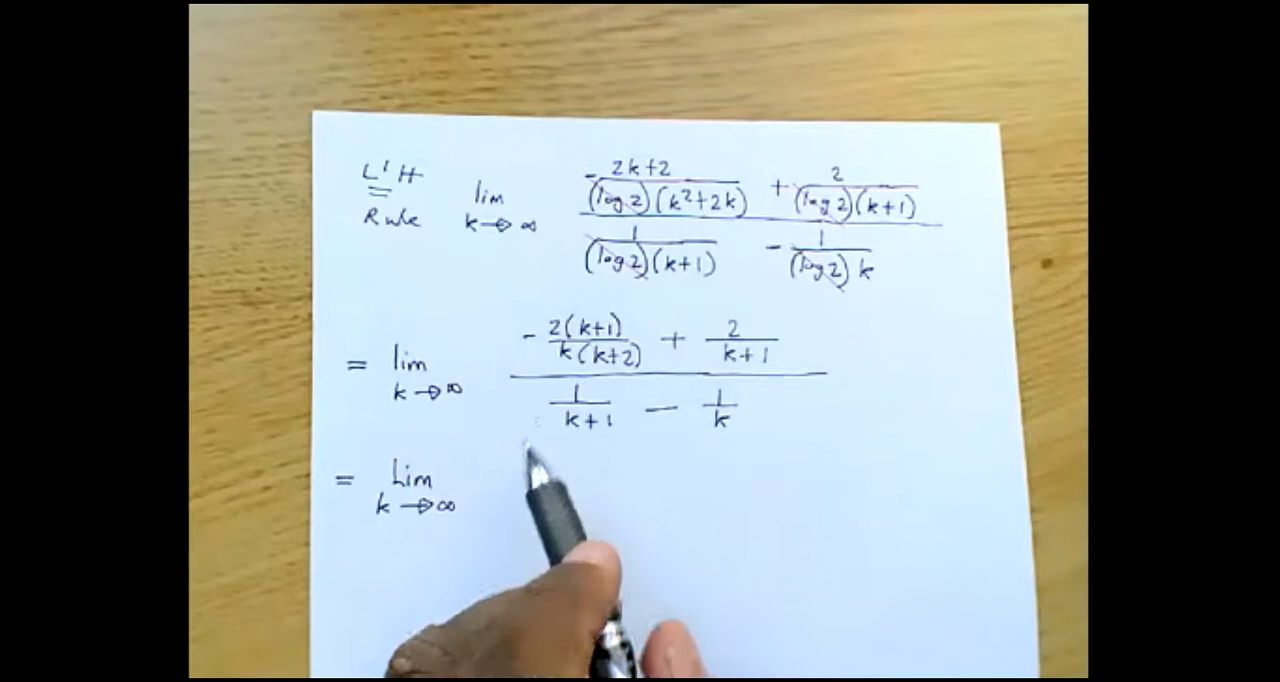 L'H Rule lim k→∞ (-(2k+2)/((log 2)(k²+2k)) + 2/((log 2)(k+1))) / (1/((log 2)(k+1)) - 1/((log 2)k))
= lim k→∞ (-2(k+1)/(k(k+2)) + 2/(k+1)) / (1/(k+1) - 1/k)
= Lim k→∞